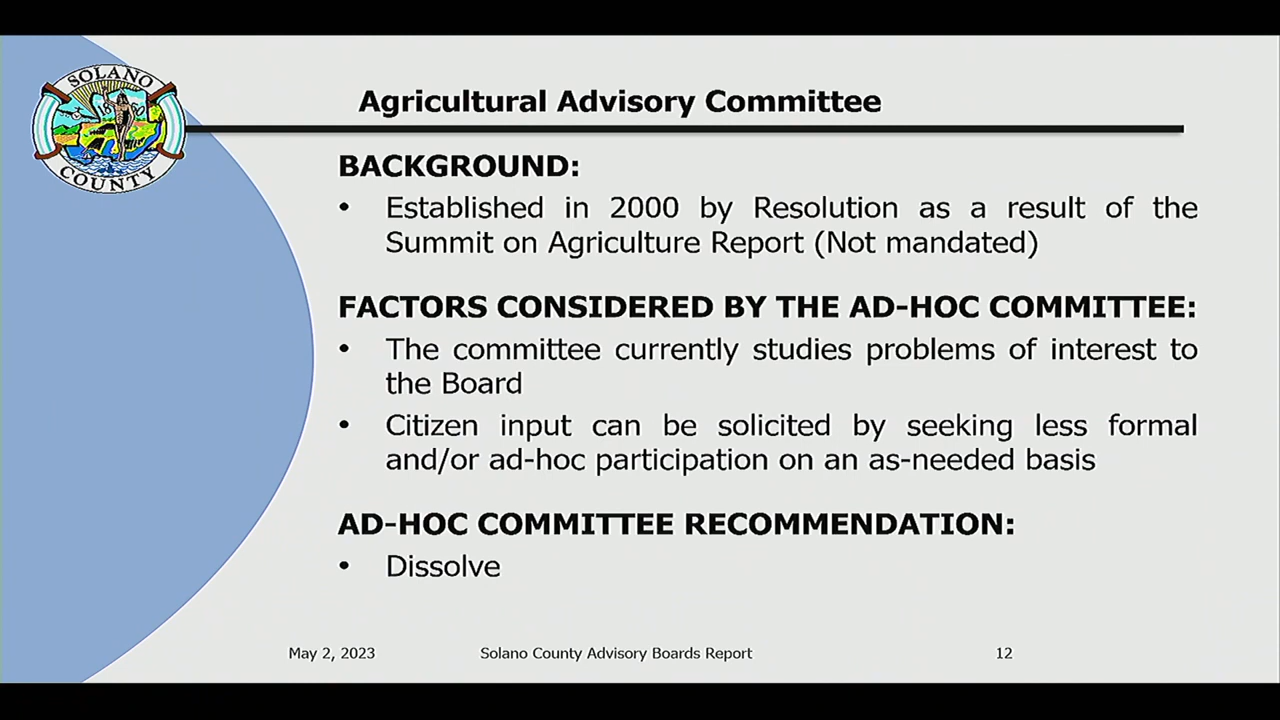 SOLANO
COUNTY
Agricultural Advisory Committee
BACKGROUND:
• Established in 2000 by Resolution as a result of the
Summit on Agriculture Report (Not mandated)
FACTORS CONSIDERED BY THE AD-HOC COMMITTEE:
• The committee currently studies problems of interest to
the Board
• Citizen input can be solicited by seeking less formal
and/or ad-hoc participation on an as-needed basis
AD-HOC COMMITTEE RECOMMENDATION:
• Dissolve
May 2, 2023 Solano County Advisory Boards Report 12